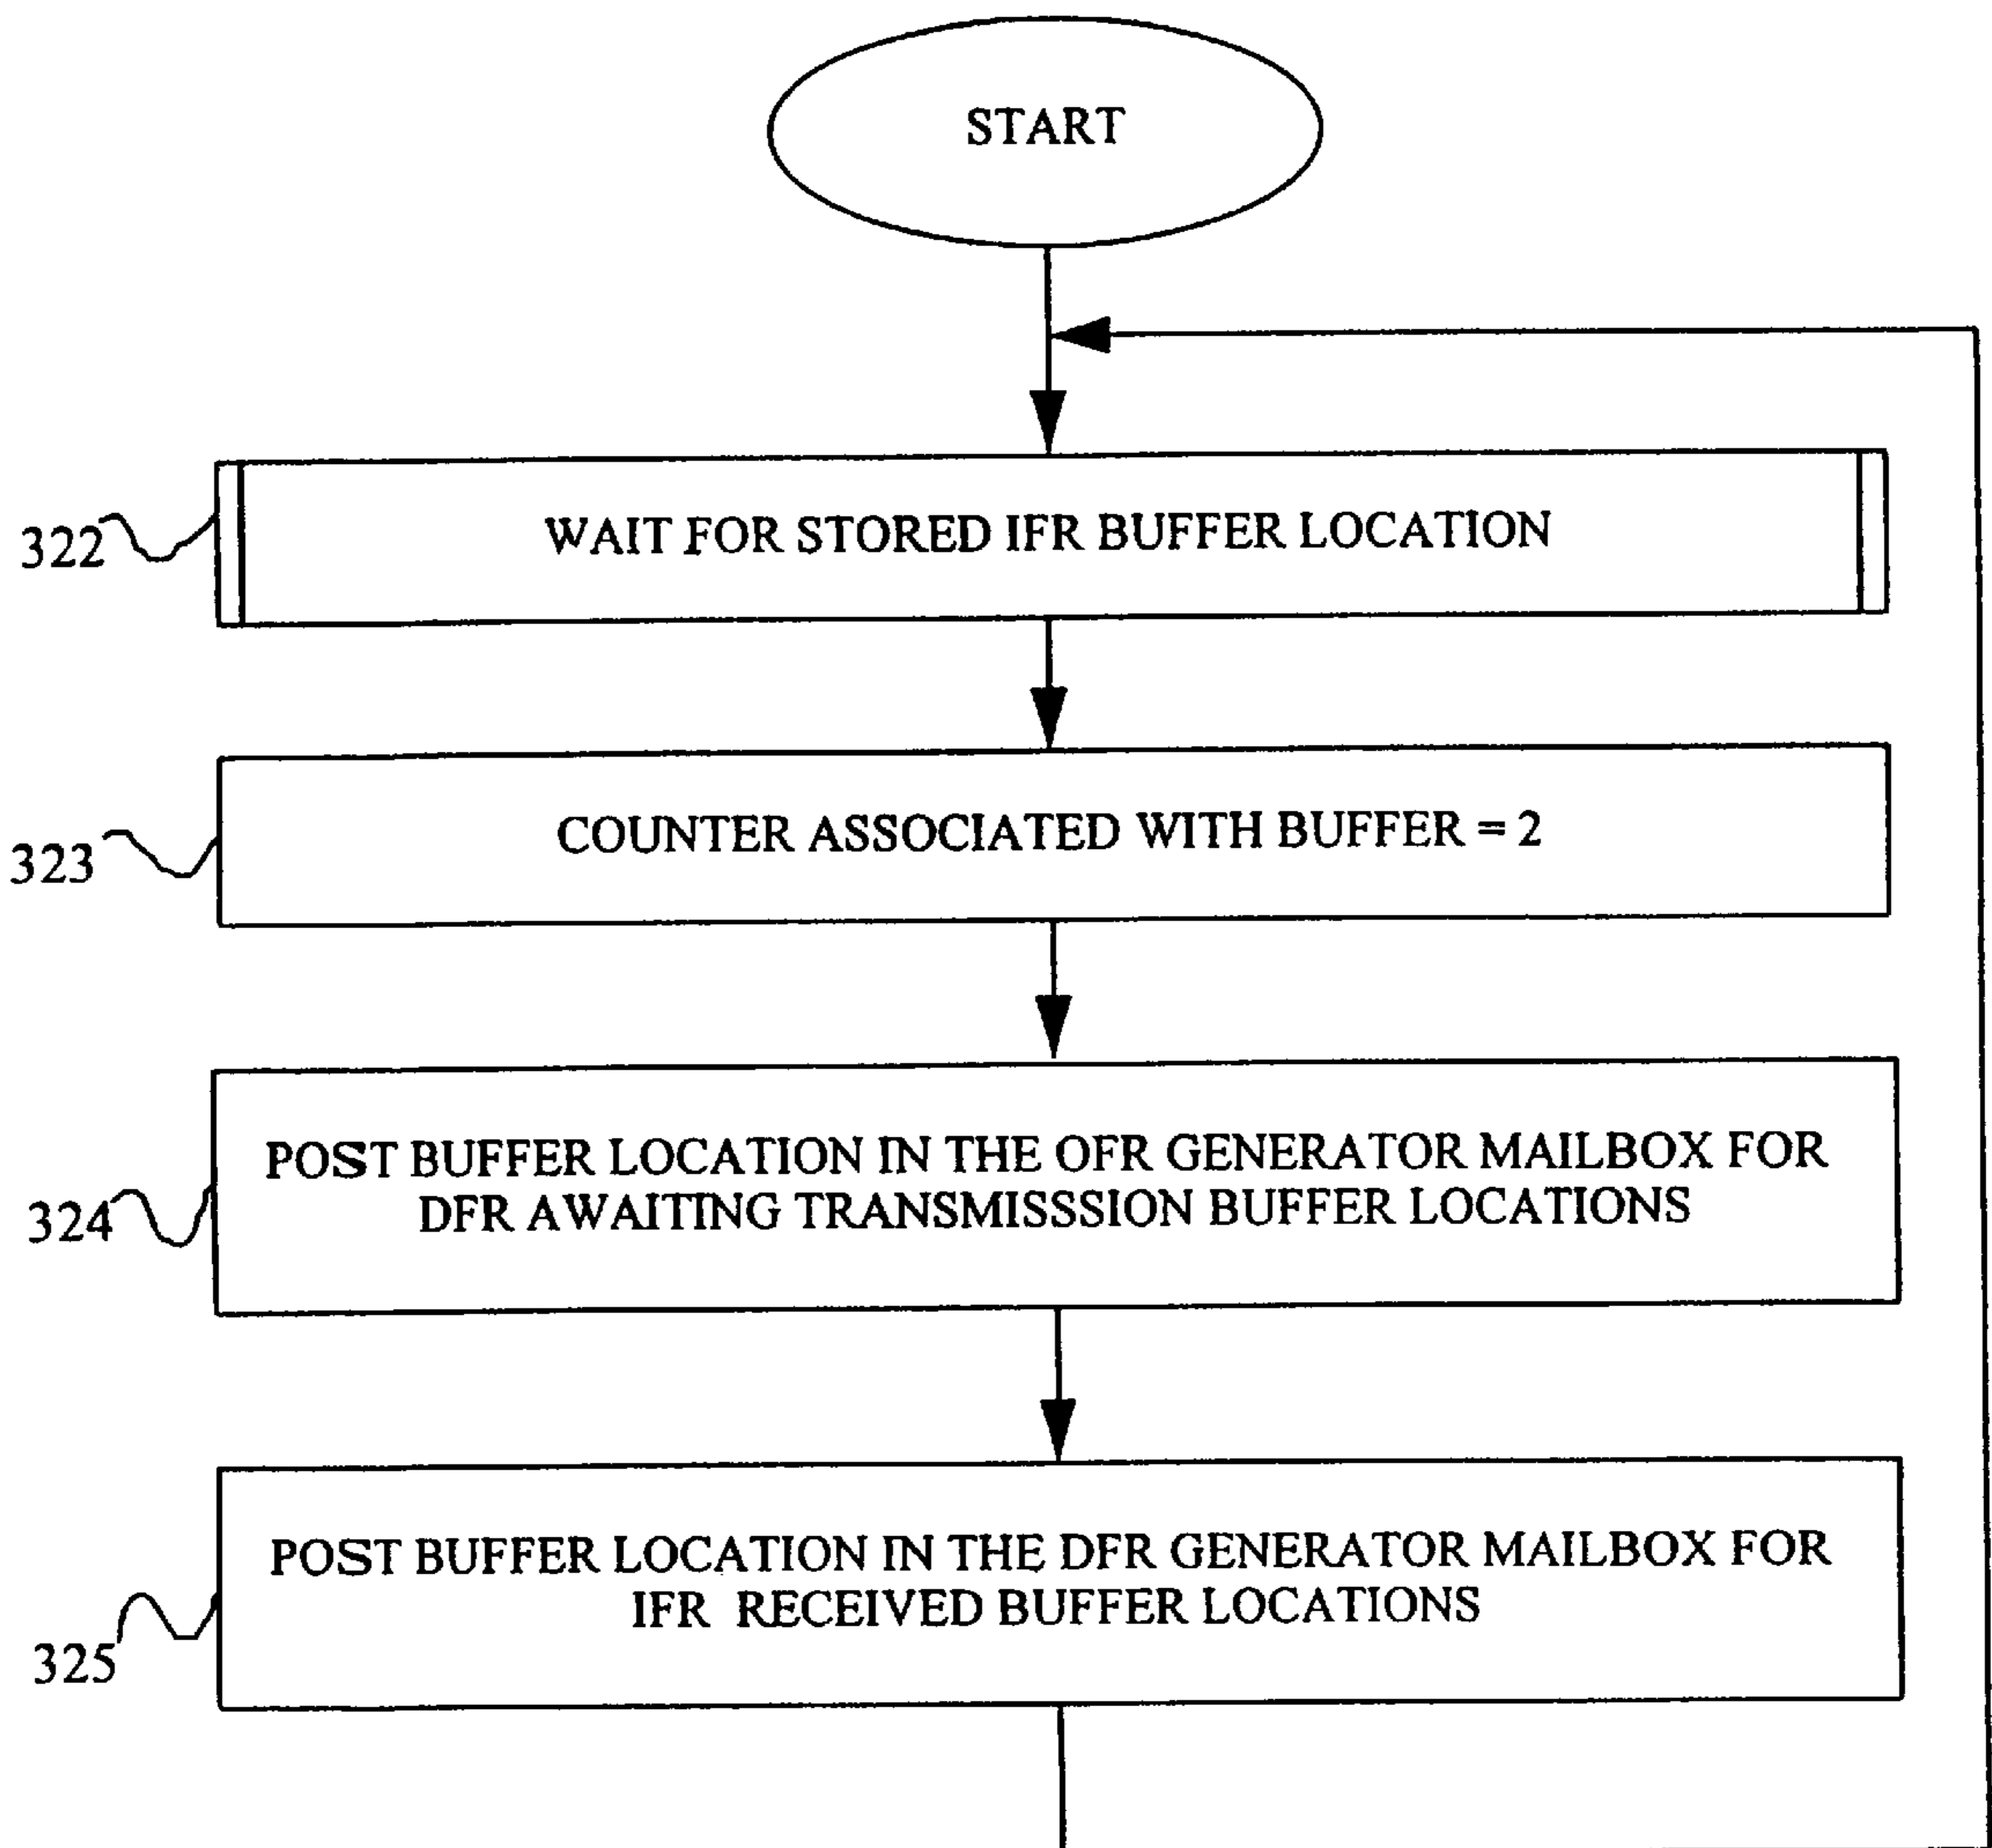 START
322
WAIT FOR STORED IFR BUFFER LOCATION
323
COUNTER ASSOCIATED WITH BUFFER = 2
324
POST BUFFER LOCATION IN THE OFR GENERATOR MAILBOX FOR
DFR AWAITING TRANSMISSSION BUFFER LOCATIONS
325
POST BUFFER LOCATION IN THE DFR GENERATOR MAILBOX FOR
IFR RECEIVED BUFFER LOCATIONS